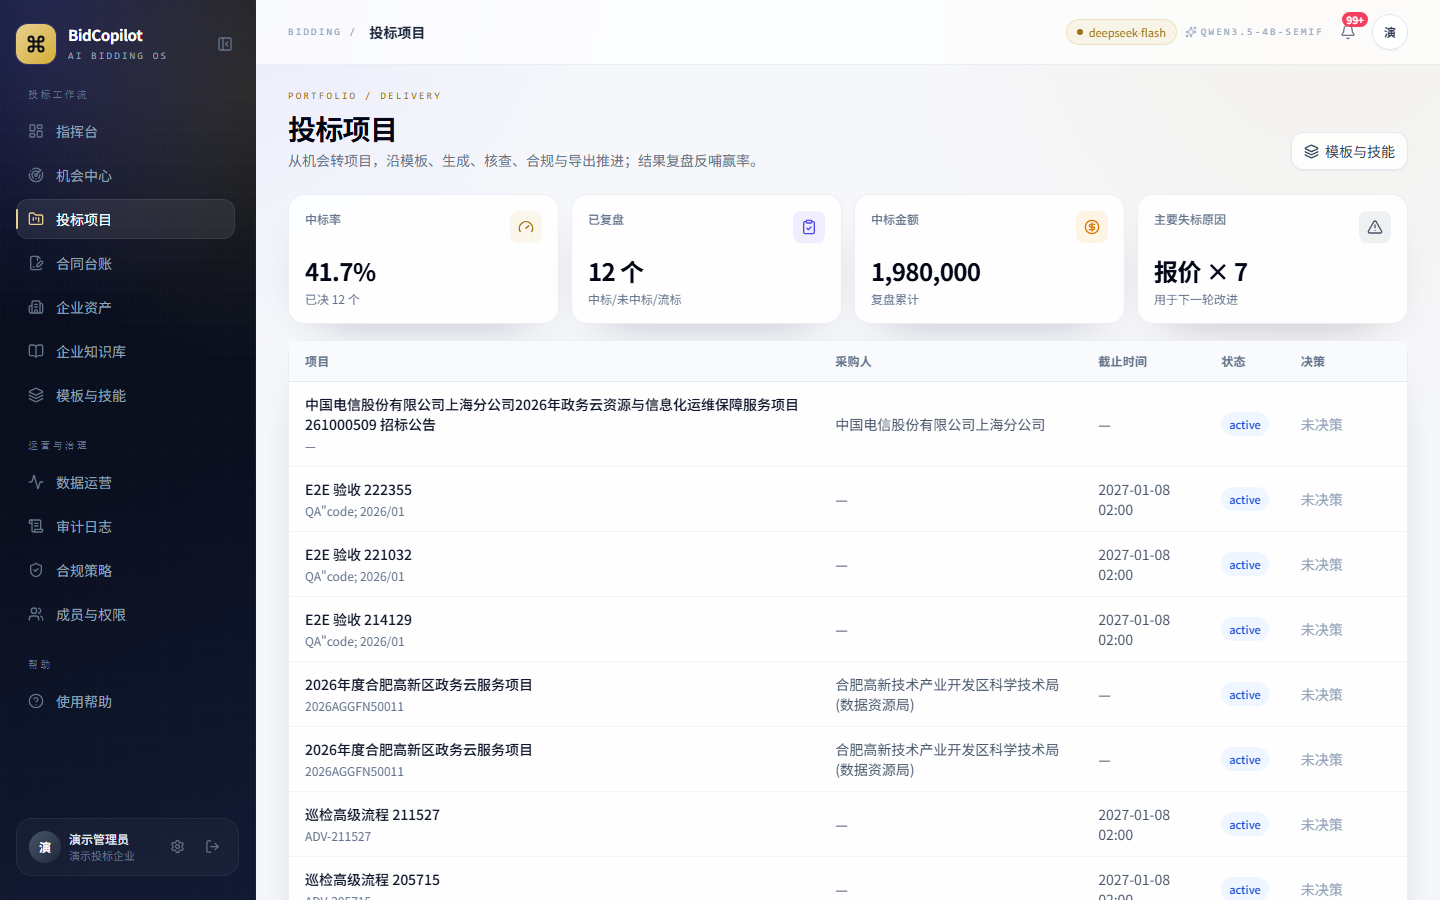 BidCopilot
AI BIDDING OS
投标工作流
指挥台
机会中心
投标项目
合同台账
企业资产
企业知识库
模板与技能
运营与治理
数据运营
审计日志
合规策略
成员与权限
帮助
使用帮助
演
演示管理员
演示投标企业
BIDDING / 投标项目
deepseek-flash
QWEN3.5-4B-SEMIF
99+
演
PORTFOLIO / DELIVERY
投标项目
从机会转项目，沿模板、生成、核查、合规与导出推进；结果复盘反哺赢率。
模板与技能
中标率
41.7%
已决 12 个
已复盘
12 个
中标/未中标/流标
中标金额
1,980,000
复盘累计
主要失标原因
报价 × 7
用于下一轮改进
项目 采购人 截止时间 状态 决策
中国电信股份有限公司上海分公司2026年政务云资源与信息化运维保障服务项目
261000509 招标公告
—
中国电信股份有限公司上海分公司 — active 未决策
E2E 验收 222355
QA"code; 2026/01
— 2027-01-08
02:00
active 未决策
E2E 验收 221032
QA"code; 2026/01
— 2027-01-08
02:00
active 未决策
E2E 验收 214129
QA"code; 2026/01
— 2027-01-08
02:00
active 未决策
2026年度合肥高新区政务云服务项目
2026AGGFN50011
合肥高新技术产业开发区科学技术局
(数据资源局)
— active 未决策
2026年度合肥高新区政务云服务项目
2026AGGFN50011
合肥高新技术产业开发区科学技术局
(数据资源局)
— active 未决策
巡检高级流程 211527
ADV-211527
— 2027-01-08
02:00
active 未决策
巡检高级流程 205715
ADV-205715
— 2027-01-08
02:00
active 未决策